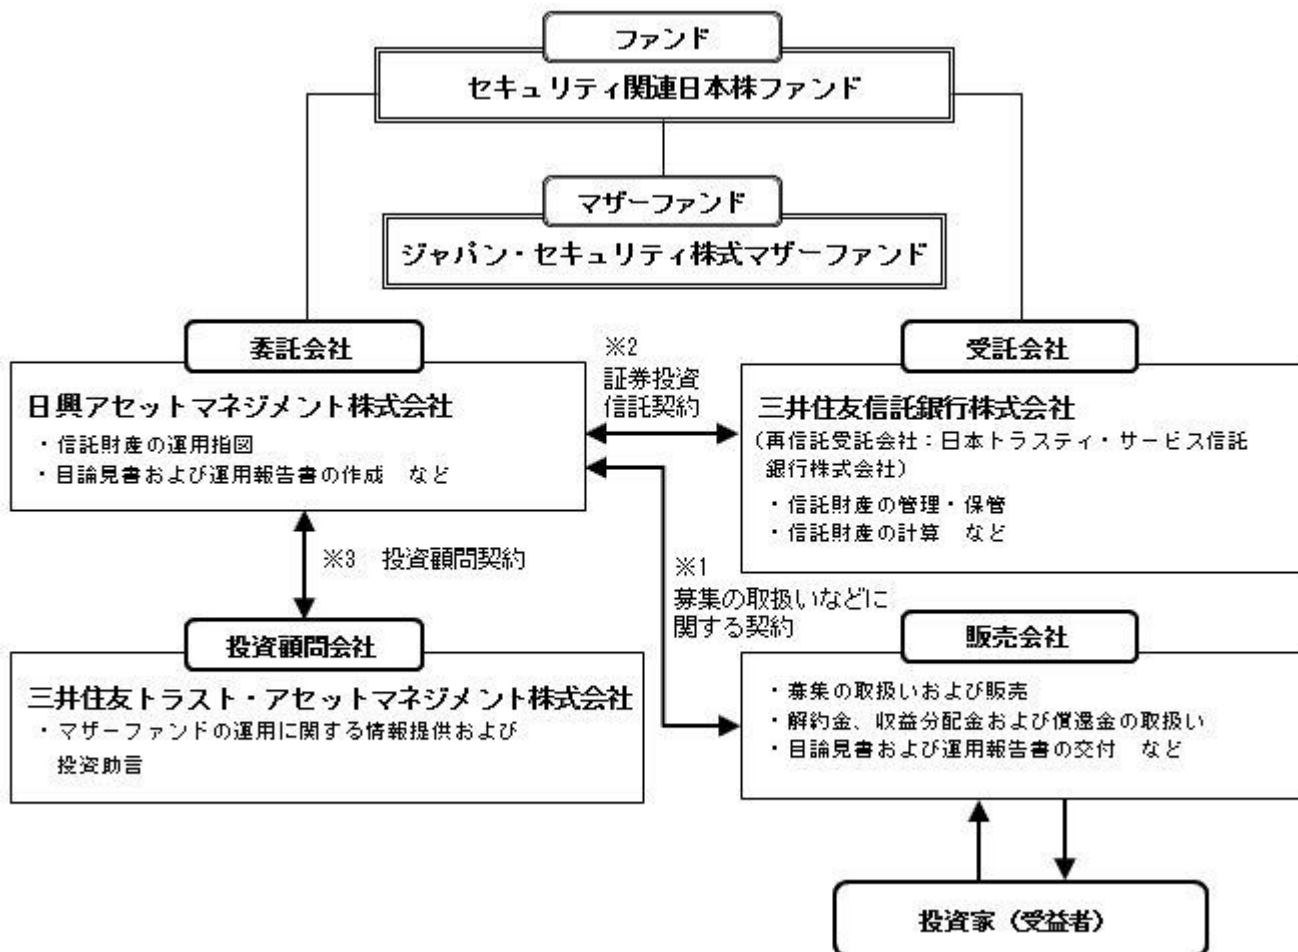 ファンド
セキュリティ関連日本株ファンド
マザーファンド
ジャパン・セキュリティ株式マザーファンド
委託会社
日興アセットマネジメント株式会社
・信託財産の運用指図
・目論見書および運用報告書の作成　など
※2
証券投資
信託契約
受託会社
三井住友信託銀行株式会社
(再信託受託会社：日本トラスティ・サービス信託
銀行株式会社)
・信託財産の管理・保管
・信託財産の計算　など
※3　投資顧問契約
※1
募集の取扱いなどに
関する契約
投資顧問会社
三井住友トラスト・アセットマネジメント株式会社
・マザーファンドの運用に関する情報提供および
投資助言
販売会社
・募集の取扱いおよび販売
・解約金、収益分配金および償還金の取扱い
・目論見書および運用報告書の交付　など
投資家（受益者）